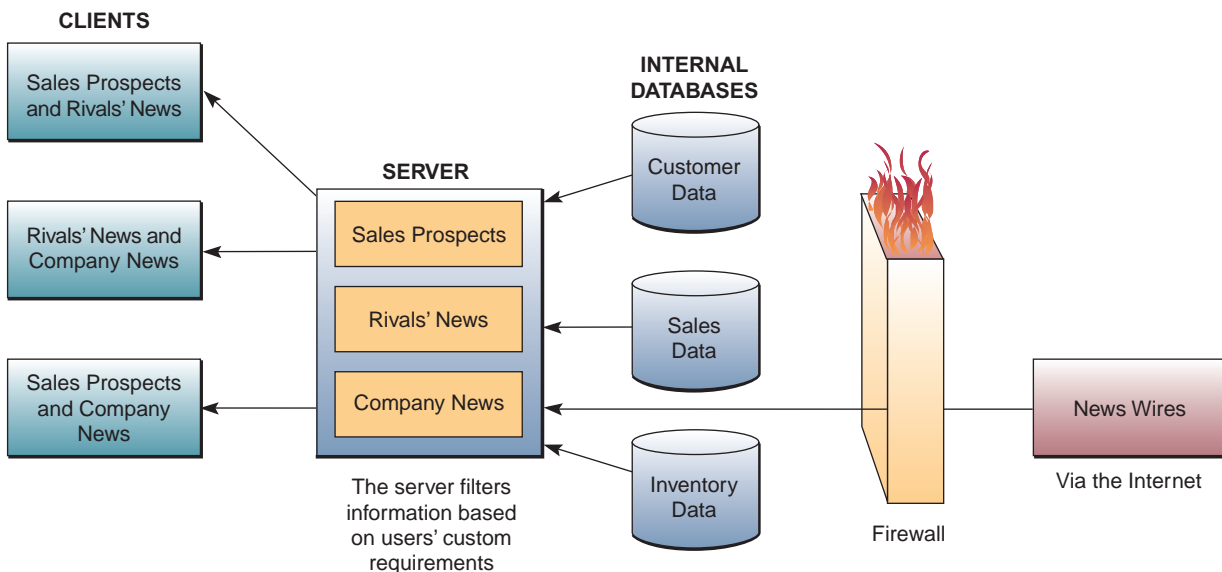 CLIENTS
Sales Prospects
and Rivals’ News
Rivals’ News and
Company News
Sales Prospects
and Company
News
SERVER
Sales Prospects
Rivals’ News
Company News
The server filters
information based
on users’ custom
requirements
INTERNAL
DATABASES
Customer
Data
Sales
Data
Inventory
Data
Firewall
News Wires
Via the Internet